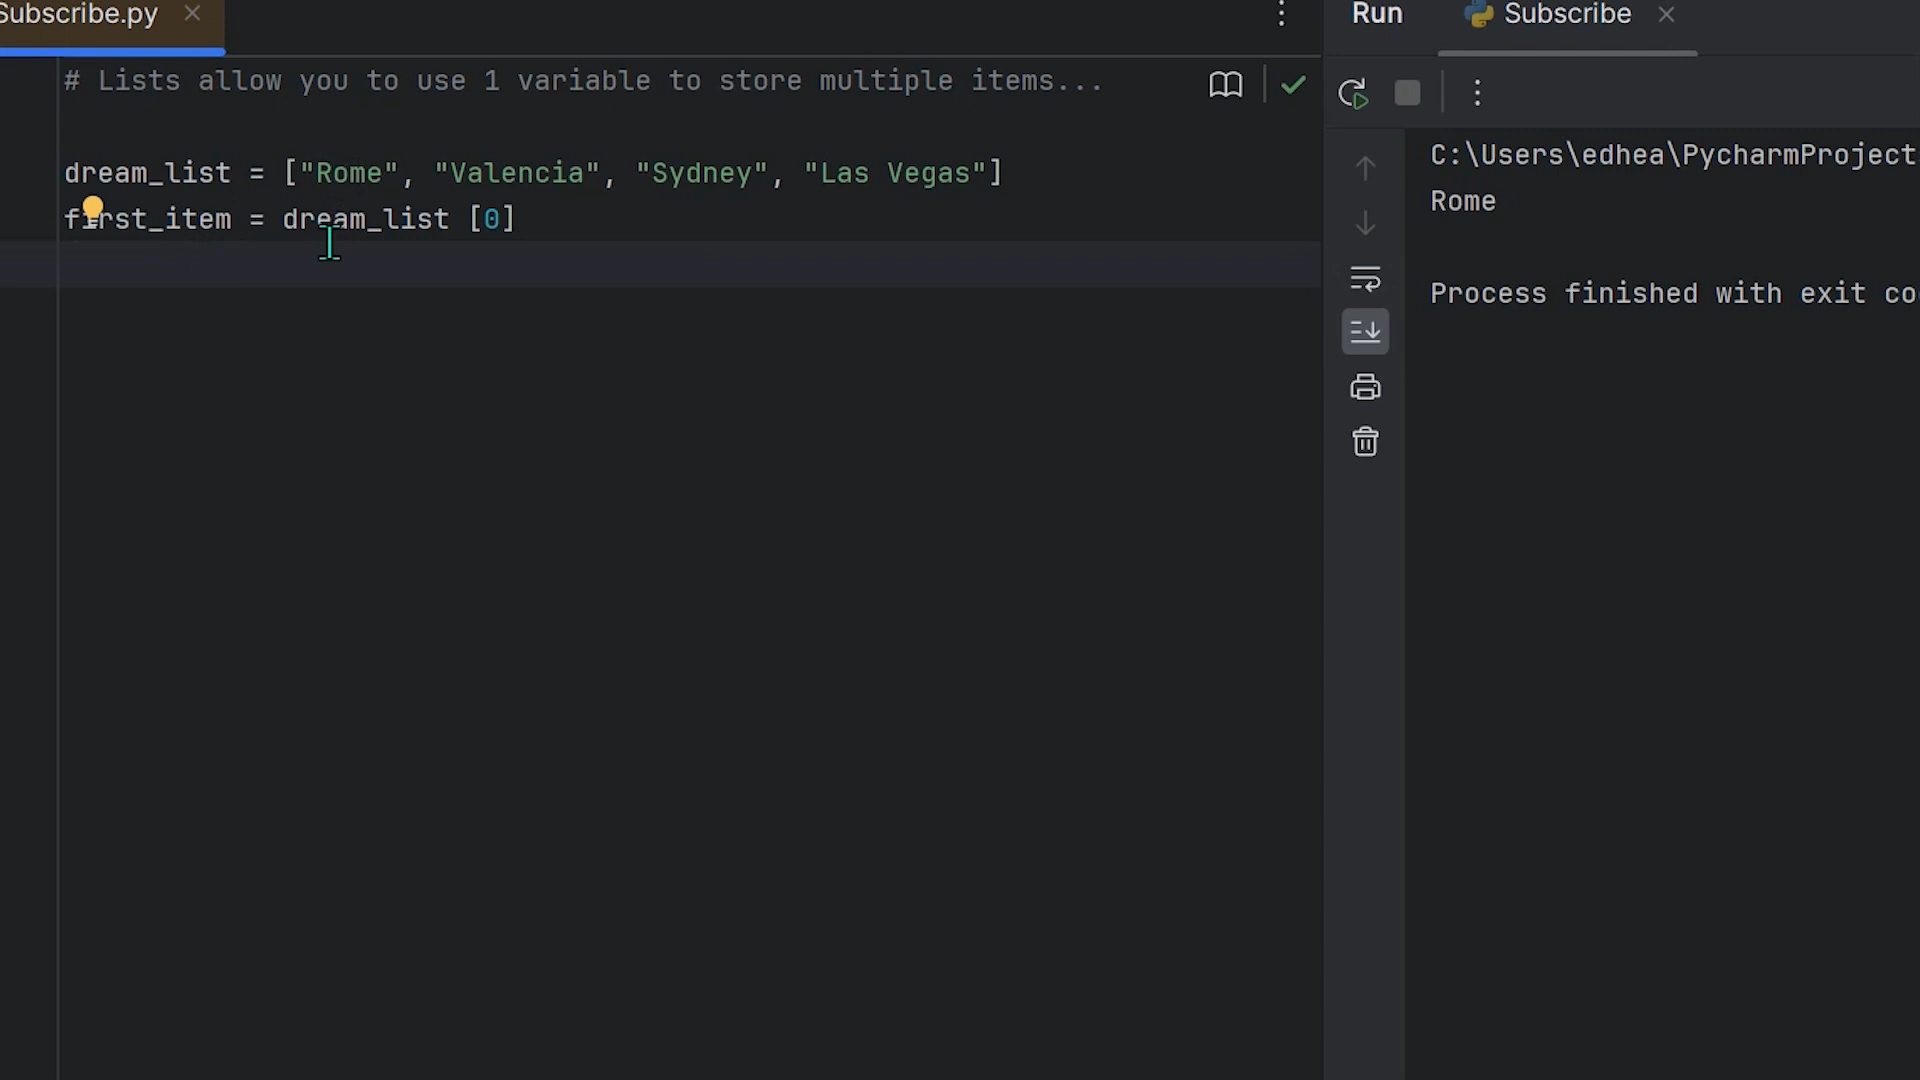 Subscribe.py
# Lists allow you to use 1 variable to store multiple items...
dream_list = ["Rome", "Valencia", "Sydney", "Las Vegas"]
first_item = dream_list [0]
Run
Subscribe
C:\Users\edhea\PycharmProject
Rome
Process finished with exit co